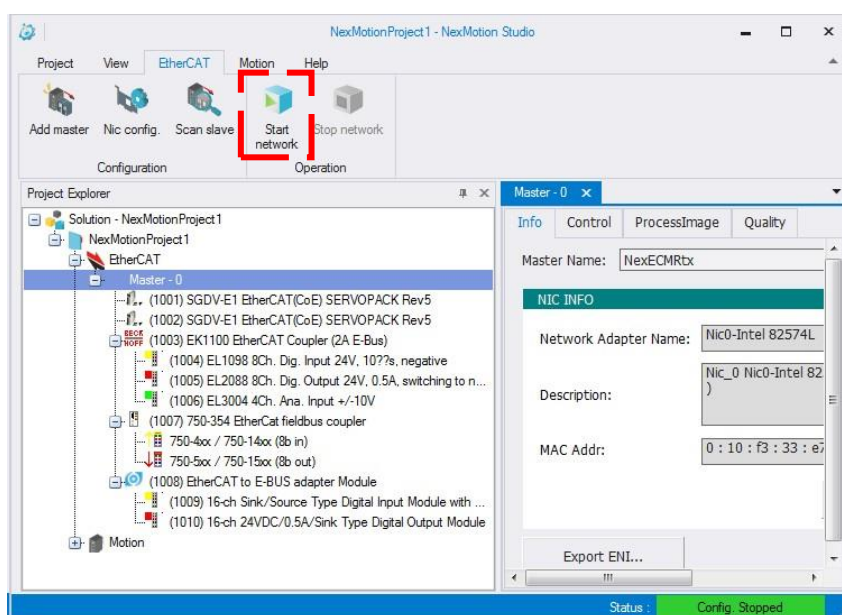 NexMotionProject1 - NexMotion Studio
Project View EtherCAT Motion Help
Add master Nic config. Scan slave Start network Stop network
Configuration Operation
Project Explorer
Solution - NexMotionProject1
NexMotionProject1
EtherCAT
Master - 0
(1001) SGDV-E1 EtherCAT(CoE) SERVOPACK Rev5
(1002) SGDV-E1 EtherCAT(CoE) SERVOPACK Rev5
BECK
HOFF
(1003) EK1100 EtherCAT Coupler (2A E-Bus)
(1004) EL1098 8Ch. Dig. Input 24V, 10??s, negative
(1005) EL2088 8Ch. Dig. Output 24V, 0.5A, switching to n...
(1006) EL3004 4Ch. Ana. Input +/-10V
(1007) 750-354 EtherCat fieldbus coupler
750-4xx / 750-14xx (8b in)
750-5xx / 750-15xx (8b out)
(1008) EtherCAT to E-BUS adapter Module
(1009) 16-ch Sink/Source Type Digital Input Module with ...
(1010) 16-ch 24VDC/0.5A/Sink Type Digital Output Module
Motion
Master - 0
Info Control ProcessImage Quality
Master Name: NexECMRtx
NIC INFO
Network Adapter Name: Nic0-Intel 82574L
Description: Nic_0 Nic0-Intel 82
)
MAC Addr: 0 : 10 : f3 : 33 : e7
Export ENI...
Status : Config. Stopped